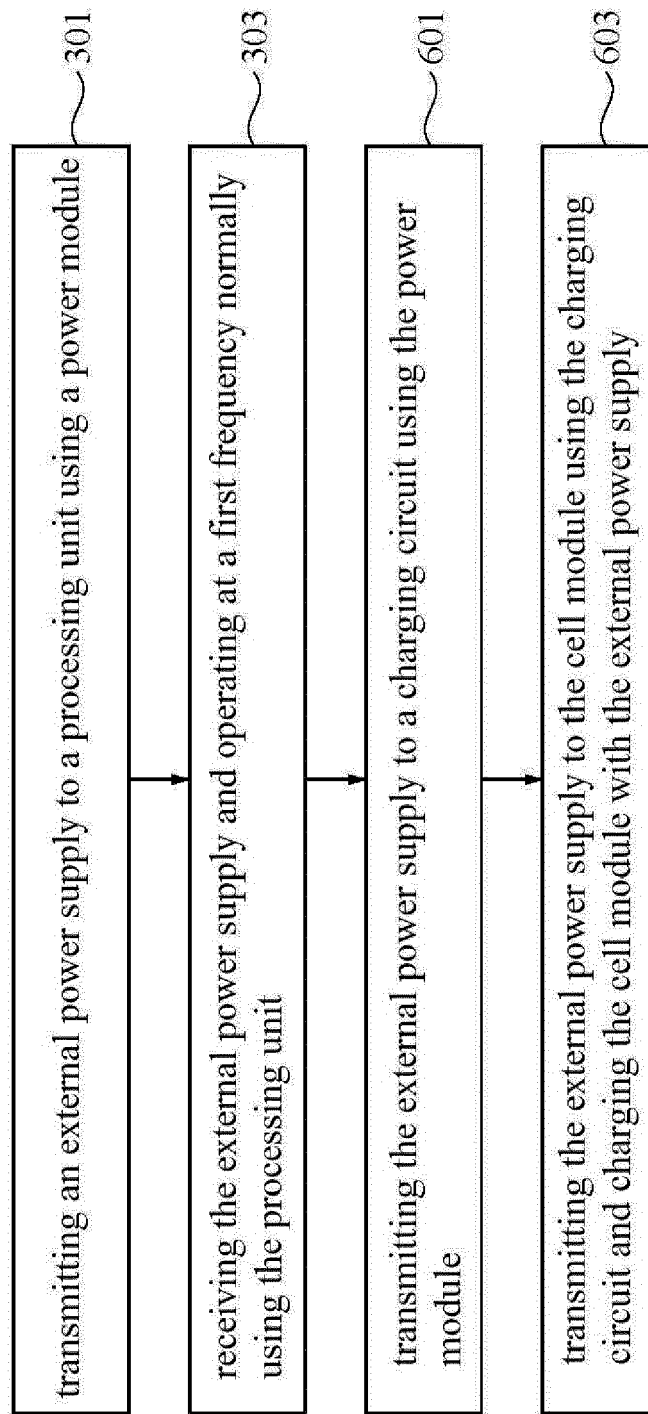 transmitting an external power supply to a processing unit using a power module
301
receiving the external power supply and operating at a first frequency normally
using the processing unit
303
transmitting the external power supply to a charging circuit using the power
module
601
transmitting the external power supply to the cell module using the charging
circuit and charging the cell module with the external power supply
603